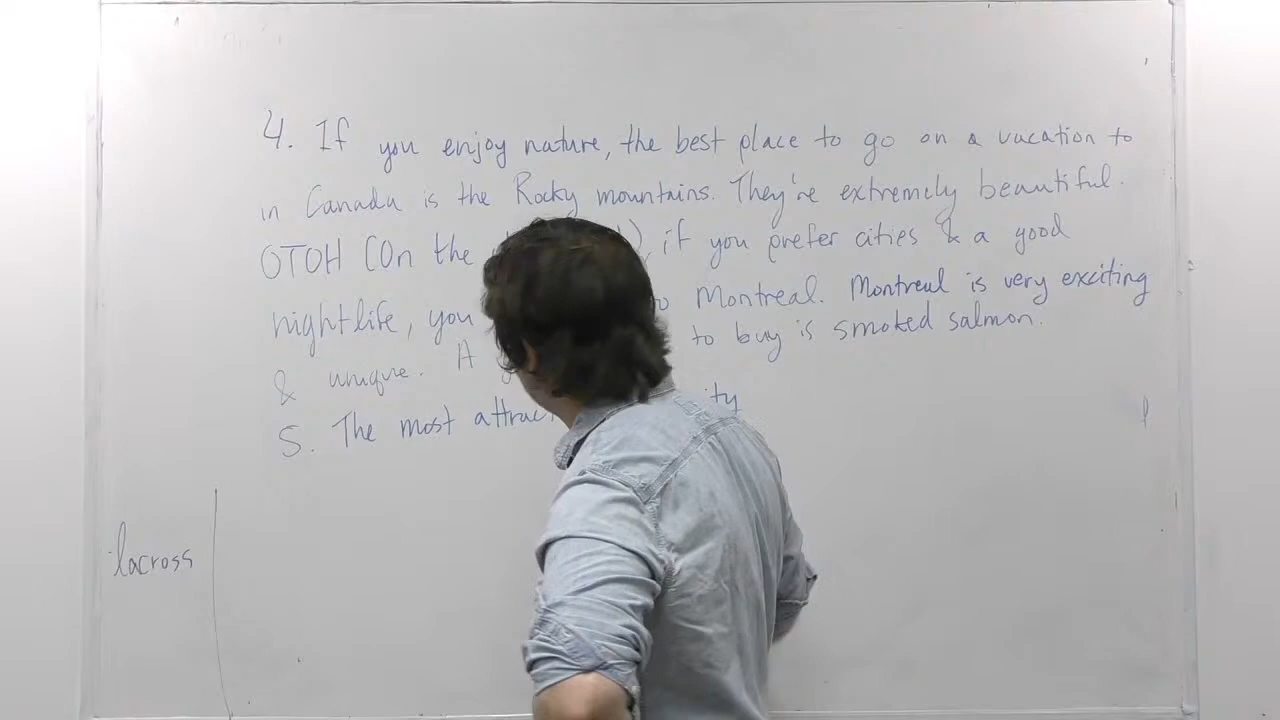 4. If you enjoy nature, the best place to go on a vacation to
in Canada is the Rocky mountains. They're extremely beautiful.
OTOH (On the ), if you prefer cities & a good
nightlife, you Montreal. Montreal is very exciting
& unique. A to buy is smoked salmon.
5. The most
lacross